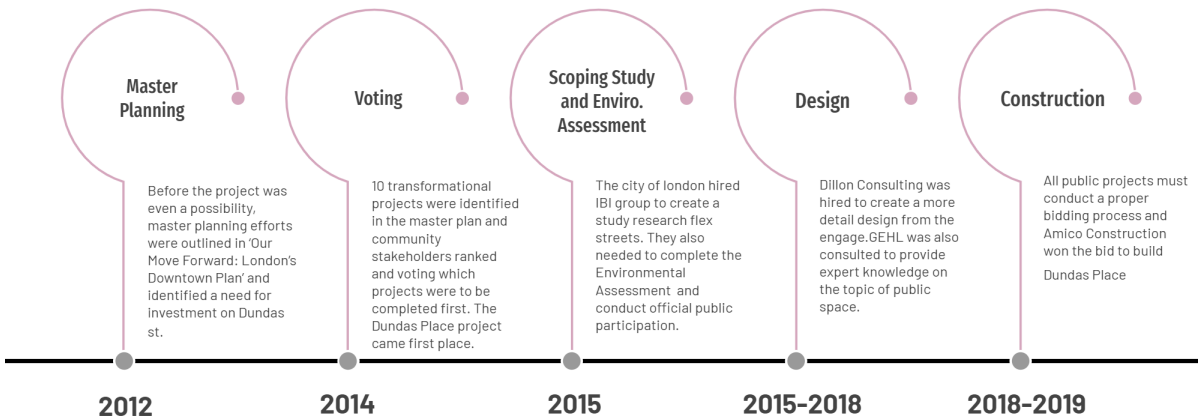 Master
Planning
Before the project was
even a possibility,
master planning efforts
were outlined in ‘Our
Move Forward: London’s
Downtown Plan’ and
identified a need for
investment on Dundas
st.
2012
Voting
10 transformational
projects were identified
in the master plan and
community
stakeholders ranked
and voting which
projects were to be
completed first. The
Dundas Place project
came first place.
2014
Scoping Study
and Enviro.
Assessment
The city of london hired
IBI group to create a
study research flex
streets. They also
needed to complete the
Environmental
Assessment and
conduct official public
participation.
2015
Design
Dillon Consulting was
hired to create a more
detail design from the
engage.GEHL was also
consulted to provide
expert knowledge on
the topic of public
space.
2015-2018
Construction
All public projects must
conduct a proper
bidding process and
Amico Construction
won the bid to build
Dundas Place
2018-2019